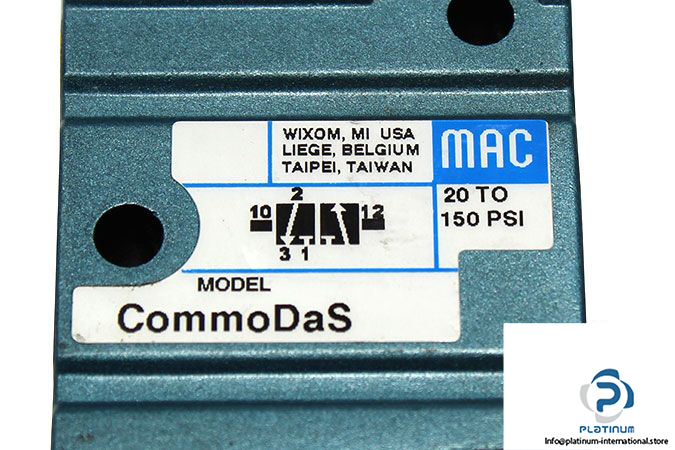 WIXOM, MI USA
LIEGE, BELGIUM
TAIPEI, TAIWAN
MAC
2
10 12
3 1
20 TO
150 PSI
MODEL
CommoDaS
PLATINUM
info@platinum-international.store